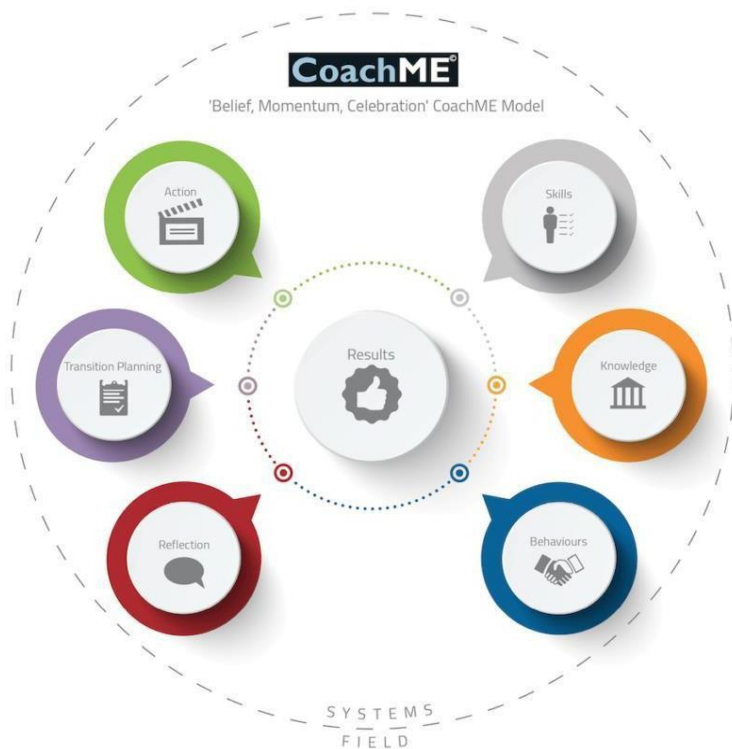 CoachME©
'Belief, Momentum, Celebration' CoachME Model
Action
Skills
Transition Planning
Results
Knowledge
Reflection
Behaviours
SYSTEMS
FIELD